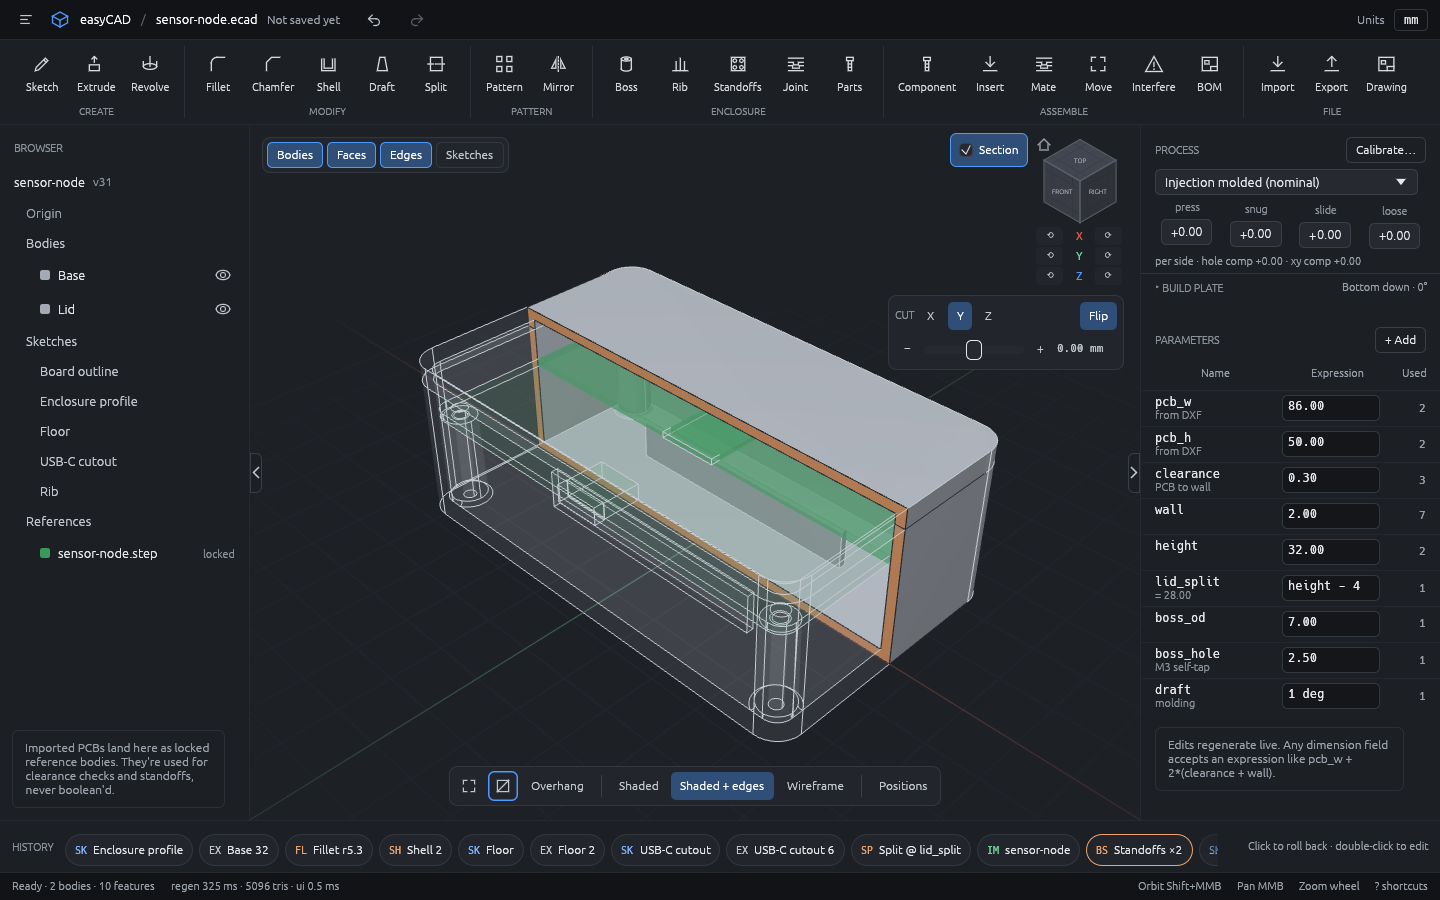 easyCAD / sensor-node.ecad Not saved yet
Units mm
Sketch Extrude Revolve
CREATE
Fillet Chamfer Shell Draft Split
MODIFY
Pattern Mirror
PATTERN
Boss Rib Standoffs Joint Parts
ENCLOSURE
Component Insert Mate Move Interfere BOM
ASSEMBLE
Import Export Drawing
FILE
BROWSER
sensor-node v31
Origin
Bodies
Base
Lid
Sketches
Board outline
Enclosure profile
Floor
USB-C cutout
Rib
References
sensor-node.step locked
Imported PCBs land here as locked
reference bodies. They're used for
clearance checks and standoffs,
never boolean'd.
Bodies Faces Edges Sketches
Section
TOP
FRONT RIGHT
X
Y
Z
CUT X Y Z Flip
− + 0.00 mm
Overhang Shaded Shaded + edges Wireframe Positions
PROCESS Calibrate...
Injection molded (nominal)
press snug slide loose
+0.00 +0.00 +0.00 +0.00
per side · hole comp +0.00 · xy comp +0.00
BUILD PLATE Bottom down · 0°
PARAMETERS + Add
Name Expression Used
pcb_w 86.00 2
from DXF
pcb_h 50.00 2
from DXF
clearance 0.30 3
PCB to wall
wall 2.00 7
height 32.00 2
lid_split height - 4 1
= 28.00
boss_od 7.00 1
boss_hole 2.50 1
M3 self-tap
draft 1 deg 1
molding
Edits regenerate live. Any dimension field
accepts an expression like pcb_w +
2*(clearance + wall).
HISTORY SK Enclosure profile EX Base 32 FL Fillet r5.3 SH Shell 2 SK Floor EX Floor 2 SK USB-C cutout EX USB-C cutout 6 SP Split @ lid_split IM sensor-node BS Standoffs ×2 Click to roll back · double-click to edit
Ready · 2 bodies · 10 features regen 325 ms · 5096 tris · ui 0.5 ms
Orbit Shift+MMB Pan MMB Zoom wheel ? shortcuts